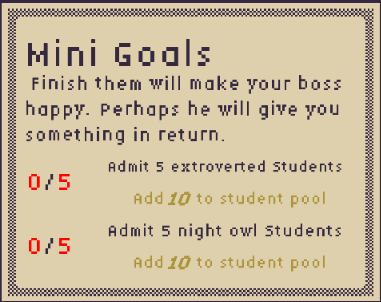 Mini Goals
Finish them will make your boss
happy. Perhaps he will give you
something in return.
Admit 5 extroverted Students
0/5
Add 10 to student pool
Admit 5 night owl Students
0/5
Add 10 to student pool